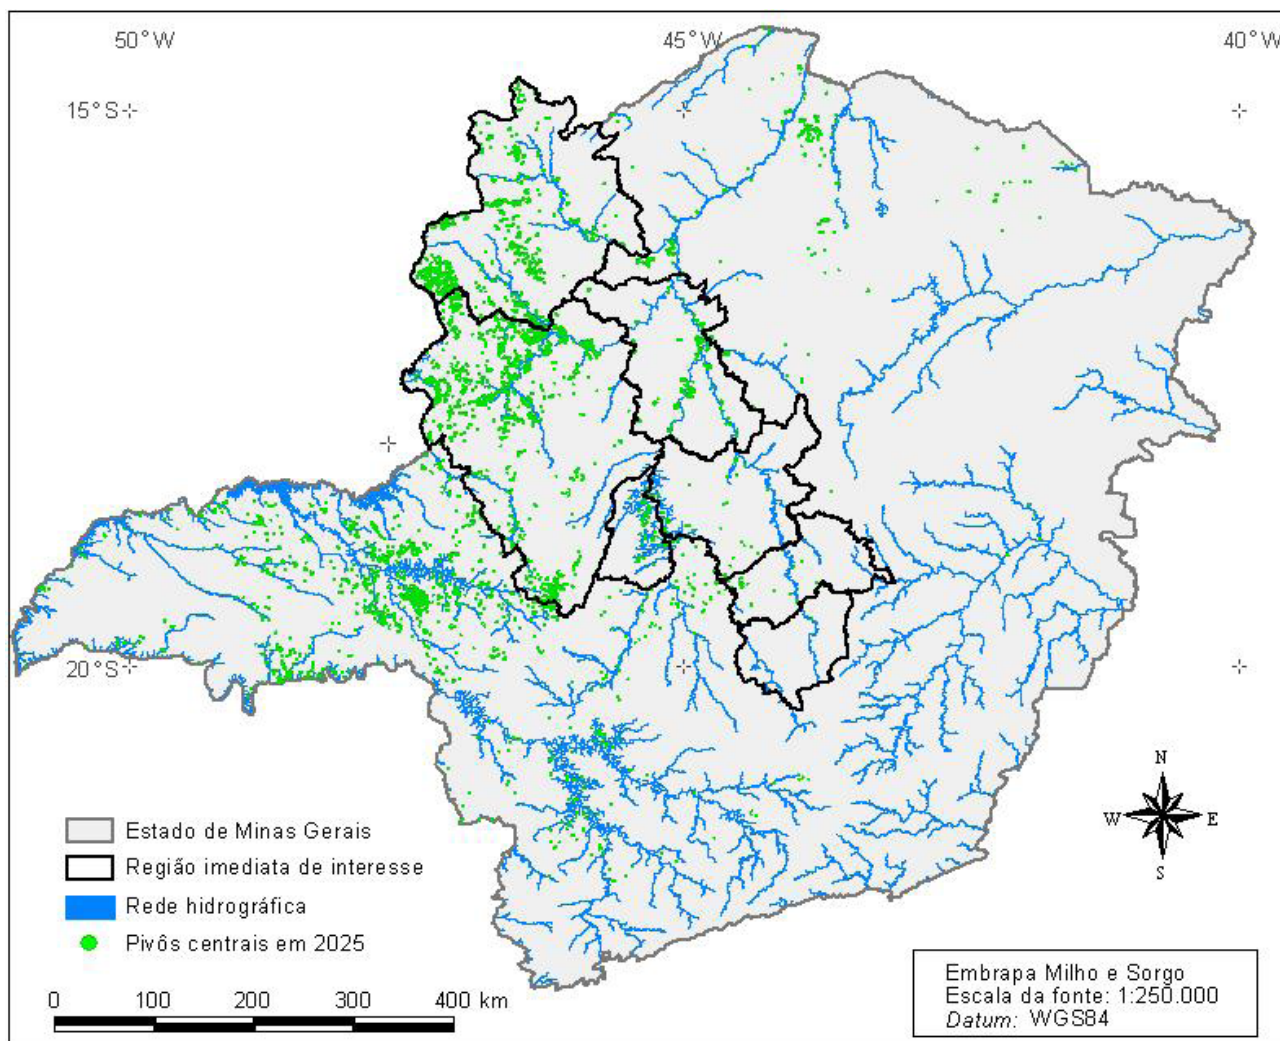 50°W 45°W 40°W
15°S
20°S
N
W E
S
Estado de Minas Gerais
Região imediata de interesse
Rede hidrográfica
Pivôs centrais em 2025
0 100 200 300 400 km
Embrapa Milho e Sorgo
Escala da fonte: 1:250.000
Datum: WGS84